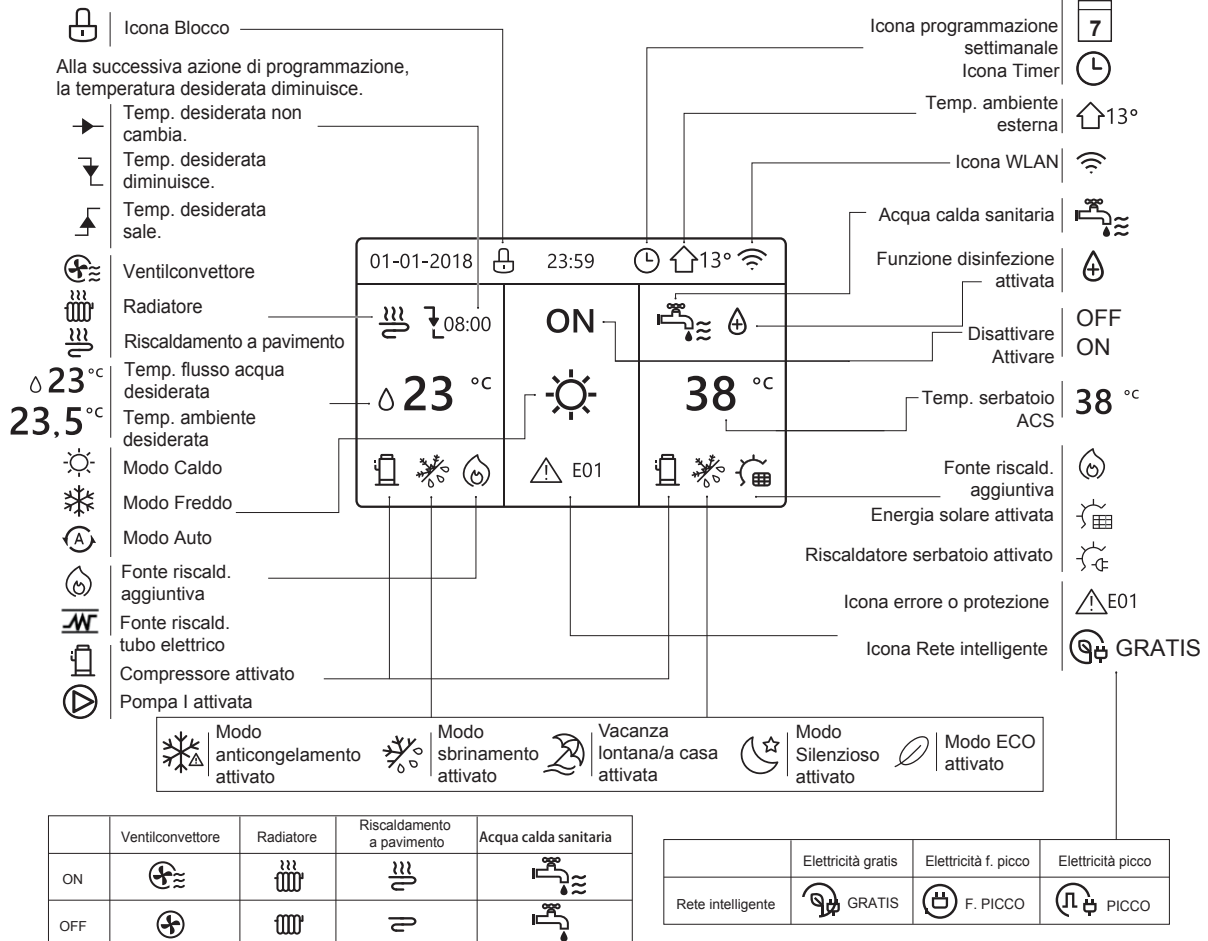 Icona Blocco
Alla successiva azione di programmazione,
la temperatura desiderata diminuisce.
Temp. desiderata non
cambia.
Temp. desiderata
diminuisce.
Temp. desiderata
sale.
Ventilconvettore
Radiatore
Riscaldamento a pavimento
23°C
Temp. flusso acqua
desiderata
23,5°C
Temp. ambiente
desiderata
Modo Caldo
Modo Freddo
A
Modo Auto
Fonte riscald.
aggiuntiva
Fonte riscald.
tubo elettrico
Compressore attivato
Pompa I attivata
01-01-2018
23:59
13°
08:00
ON
23 °C
38 °C
E01
Icona programmazione
settimanale
7
Icona Timer
Temp. ambiente
esterna
13°
Icona WLAN
Acqua calda sanitaria
Funzione disinfezione
attivata
Disattivare
OFF
Attivare
ON
Temp. serbatoio
ACS
38 °C
Fonte riscald.
aggiuntiva
Energia solare attivata
Riscaldatore serbatoio attivato
Icona errore o protezione
E01
Icona Rete intelligente
GRATIS
Modo
anticongelamento
attivato
Modo
sbrinamento
attivato
Vacanza
lontana/a casa
attivata
Modo
Silenzioso
attivato
Modo ECO
attivato
Ventilconvettore
Radiatore
Riscaldamento
a pavimento
Acqua calda sanitaria
ON
OFF
Elettricità gratis
Elettricità f. picco
Elettricità picco
Rete intelligente
GRATIS
F. PICCO
PICCO